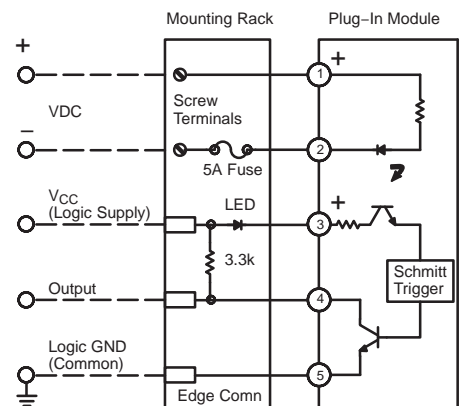 Mounting Rack
Plug–In Module
+
+
1
Screw
Terminals
VDC
–
2
5A Fuse
VCC
(Logic Supply)
LED
+
3
3.3k
Schmitt
Trigger
Output
4
Logic GND
(Common)
5
Edge Comn